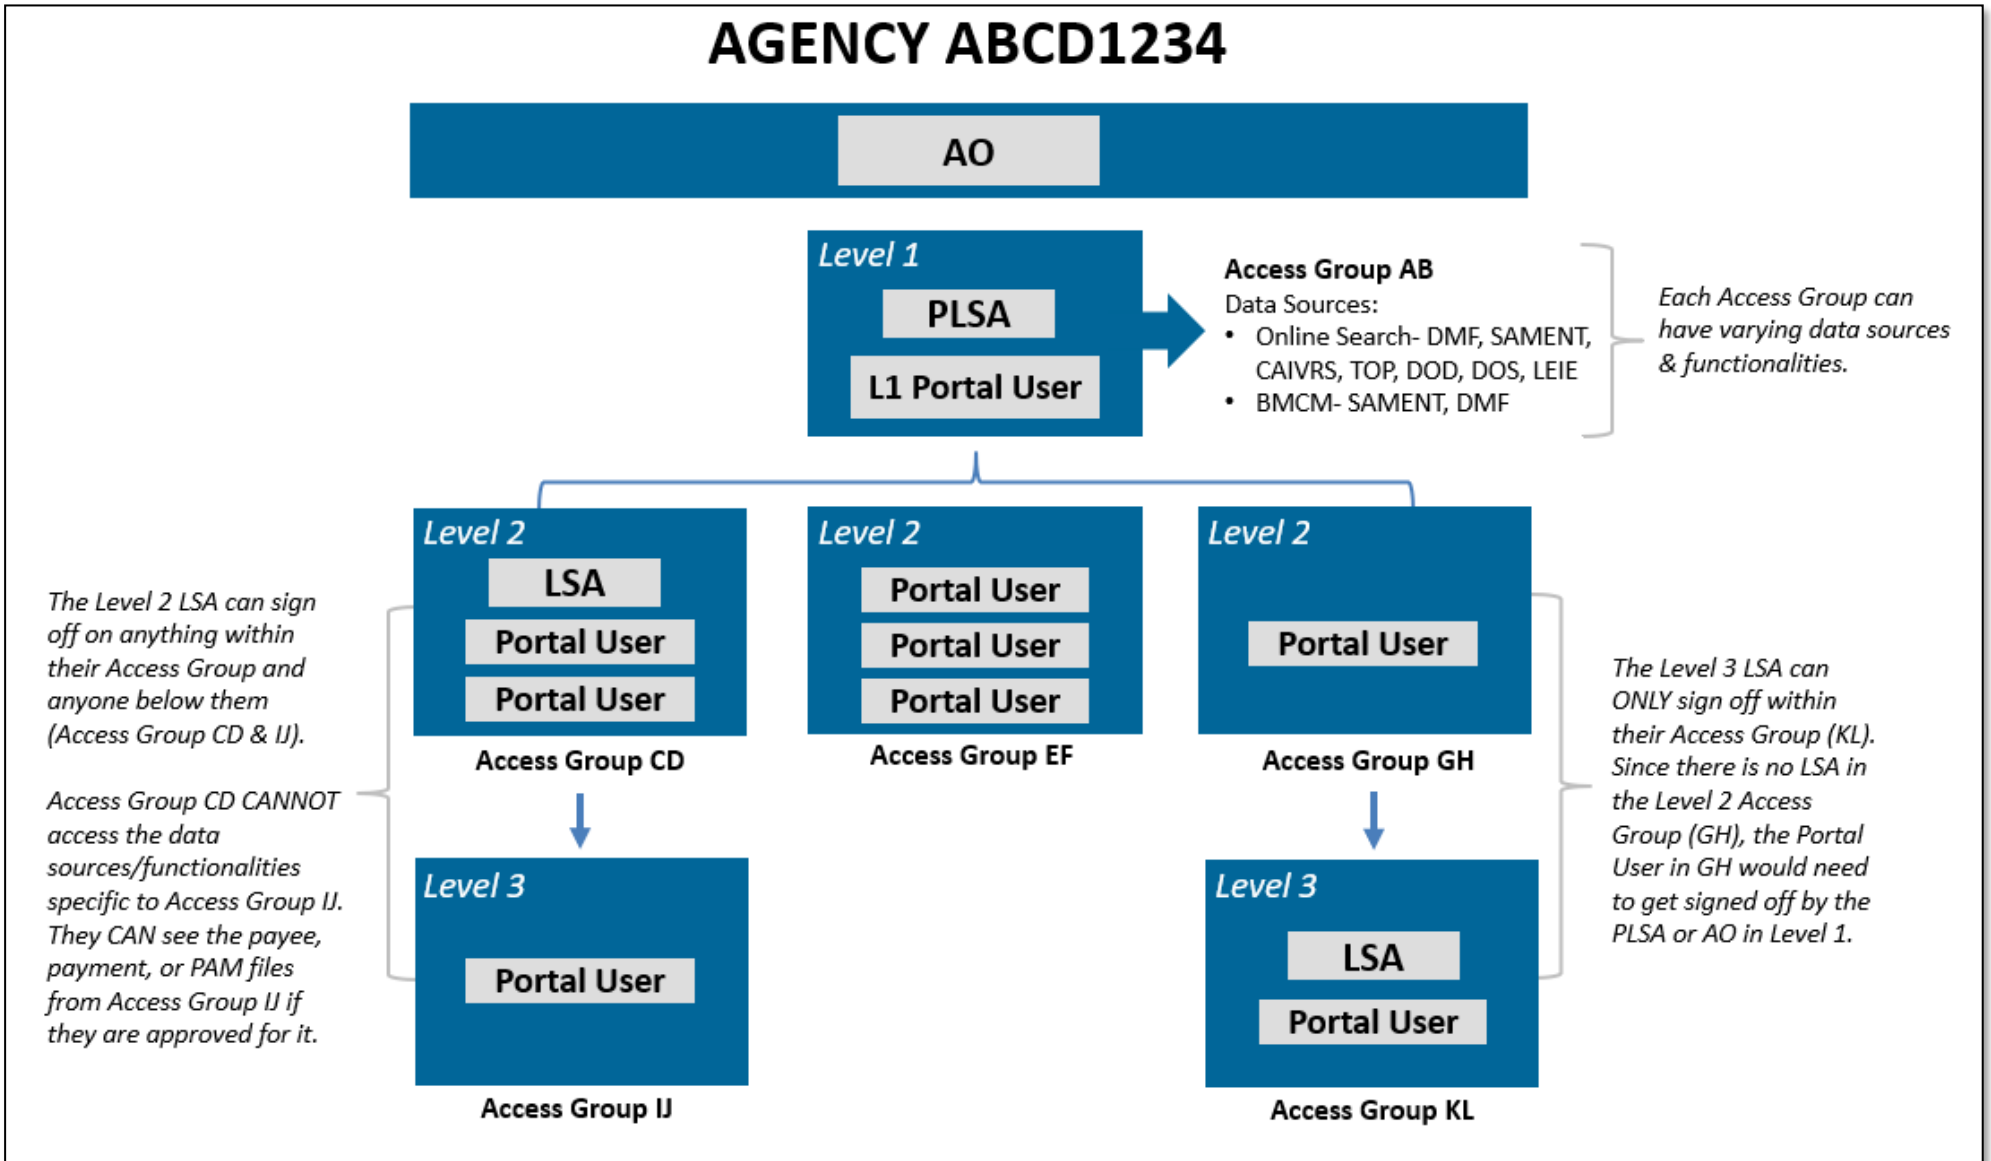 AGENCY ABCD1234
AO
Level 1
PLSA
L1 Portal User
Access Group AB
Data Sources:
• Online Search- DMF, SAMENT,
CAIVRS, TOP, DOD, DOS, LEIE
• BMCM- SAMENT, DMF
Each Access Group can
have varying data sources
& functionalities.
The Level 2 LSA can sign
off on anything within
their Access Group and
anyone below them
(Access Group CD & IJ).
Access Group CD CANNOT
access the data
sources/functionalities
specific to Access Group IJ.
They CAN see the payee,
payment, or PAM files
from Access Group IJ if
they are approved for it.
Level 2
LSA
Portal User
Portal User
Access Group CD
Level 2
Portal User
Portal User
Portal User
Access Group EF
Level 2
Portal User
Access Group GH
The Level 3 LSA can
ONLY sign off within
their Access Group (KL).
Since there is no LSA in
the Level 2 Access
Group (GH), the Portal
User in GH would need
to get signed off by the
PLSA or AO in Level 1.
Level 3
Portal User
Access Group IJ
Level 3
LSA
Portal User
Access Group KL